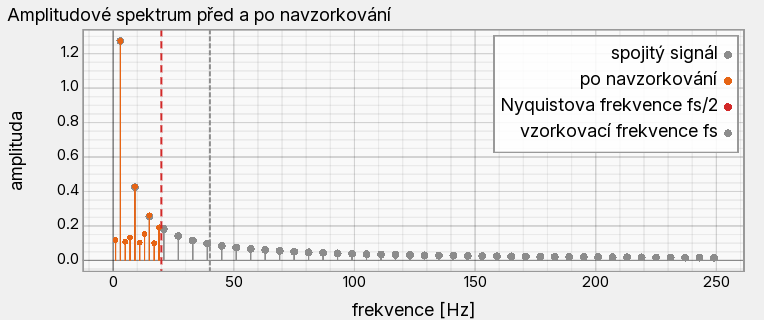 Amplitudové spektrum před a po navzorkování
spojitý signál
po navzorkování
Nyquistova frekvence fs/2
vzorkovací frekvence fs
amplituda
1.2
1.0
0.8
0.6
0.4
0.2
0.0
0 50 100 150 200 250
frekvence [Hz]